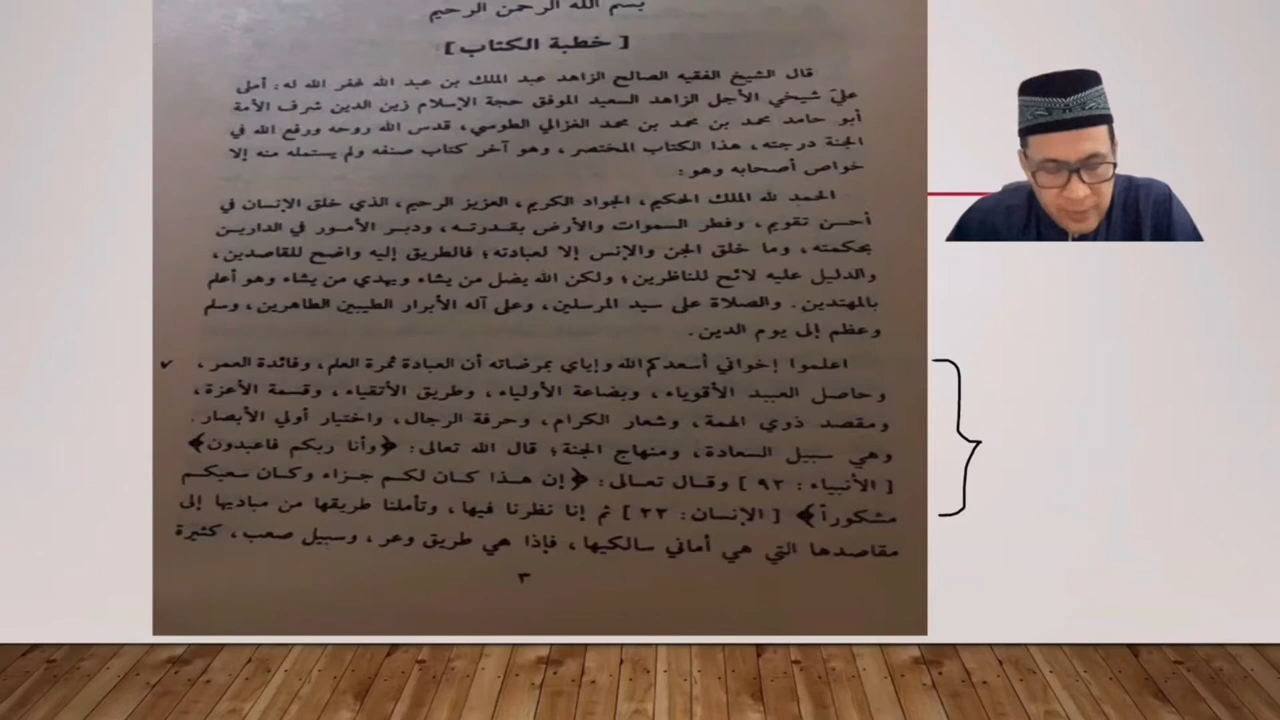 بسم الله الرحمن الرحيم
[ خطبة الكتاب ]
قال الشيخ الفقيه الصالح الزاهد عبد الملك بن عبد الله غفر الله له: أملى
عليّ شيخي الأجل الزاهد السعيد الموفق حجة الإسلام زين الدين شرف الأمة
أبو حامد محمد بن محمد بن محمد الغزالي الطوسي، قدس الله روحه ورفع الله في
الجنة درجته، هذا الكتاب المختصر، وهو آخر كتاب صنفه ولم يستمله منه إلا
خواص أصحابه وهو:
الحمد لله الملك الحكيم، الجواد الكريم، العزيز الرحيم، الذي خلق الإنسان في
أحسن تقويم، وفطر السموات والأرض بقدرته، ودبر الأمور في الدارين
بحكمته، وما خلق الجن والإنس إلا لعبادته؛ فالطريق إليه واضح للقاصدين،
والدليل عليه لائح للناظرين؛ ولكن الله يضل من يشاء ويهدي من يشاء وهو أعلم
بالمهتدين. والصلاة على سيد المرسلين، وعلى آله الأبرار الطيبين الطاهرين، وسلم
وعظم إلى يوم الدين.
اعلموا إخواني أسعدكم الله وإياي بمرضاته أن العبادة ثمرة العلم، وفائدة العمر،
وحاصل العبيد الأقوياء، وبضاعة الأولياء، وطريق الأتقياء، وقسمة الأعزة،
ومقصد ذوي الهمة، وشعار الكرام، وحرفة الرجال، واختيار أولي الأبصار.
وهي سبيل السعادة، ومنهاج الجنة؛ قال الله تعالى: ﴿وأنا ربكم فاعبدون﴾
[ الأنبياء: ٩٢ ] وقال تعالى: ﴿إن هذا كان لكم جزاء وكان سعيكم
مشكوراً﴾ [ الإنسان: ٢٢ ] ثم إنا نظرنا فيها، وتأملنا طريقها من مباديها إلى
مقاصدها التي هي أماني سالكيها، فإذا هي طريق وعر، وسبيل صعب، كثيرة
٣